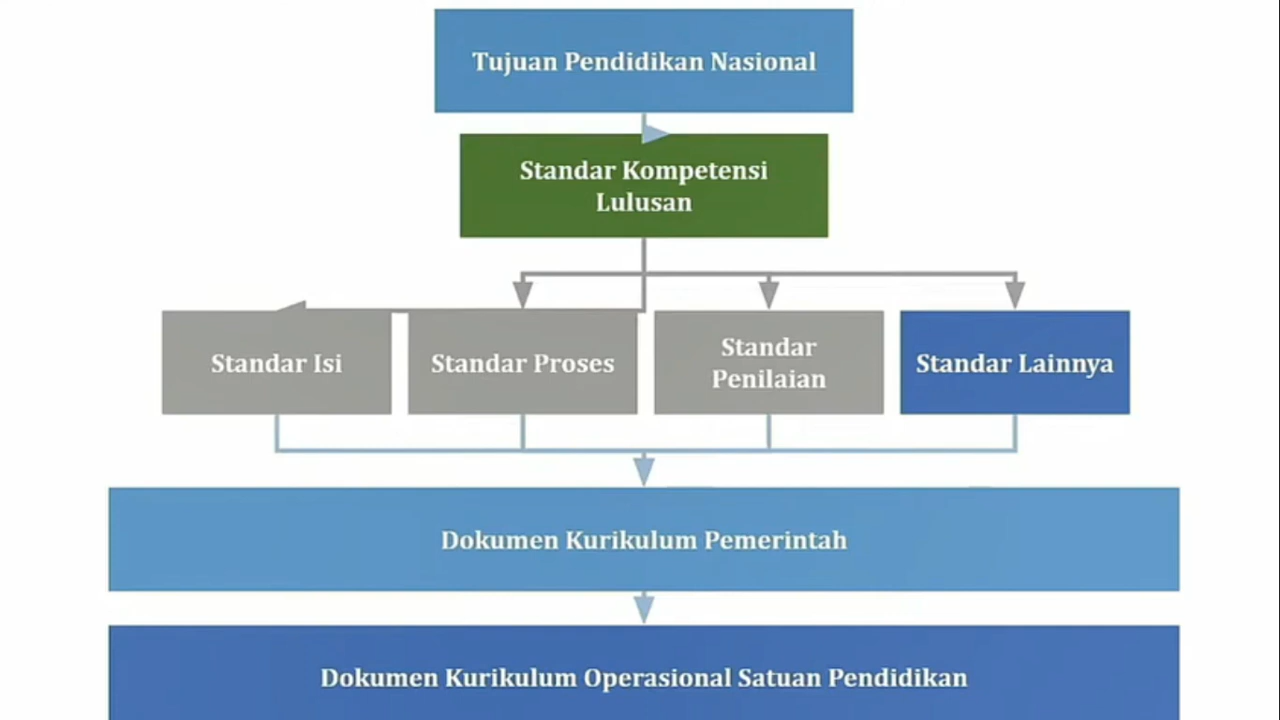 Tujuan Pendidikan Nasional
Standar Kompetensi
Lulusan
Standar Isi
Standar Proses
Standar
Penilaian
Standar Lainnya
Dokumen Kurikulum Pemerintah
Dokumen Kurikulum Operasional Satuan Pendidikan